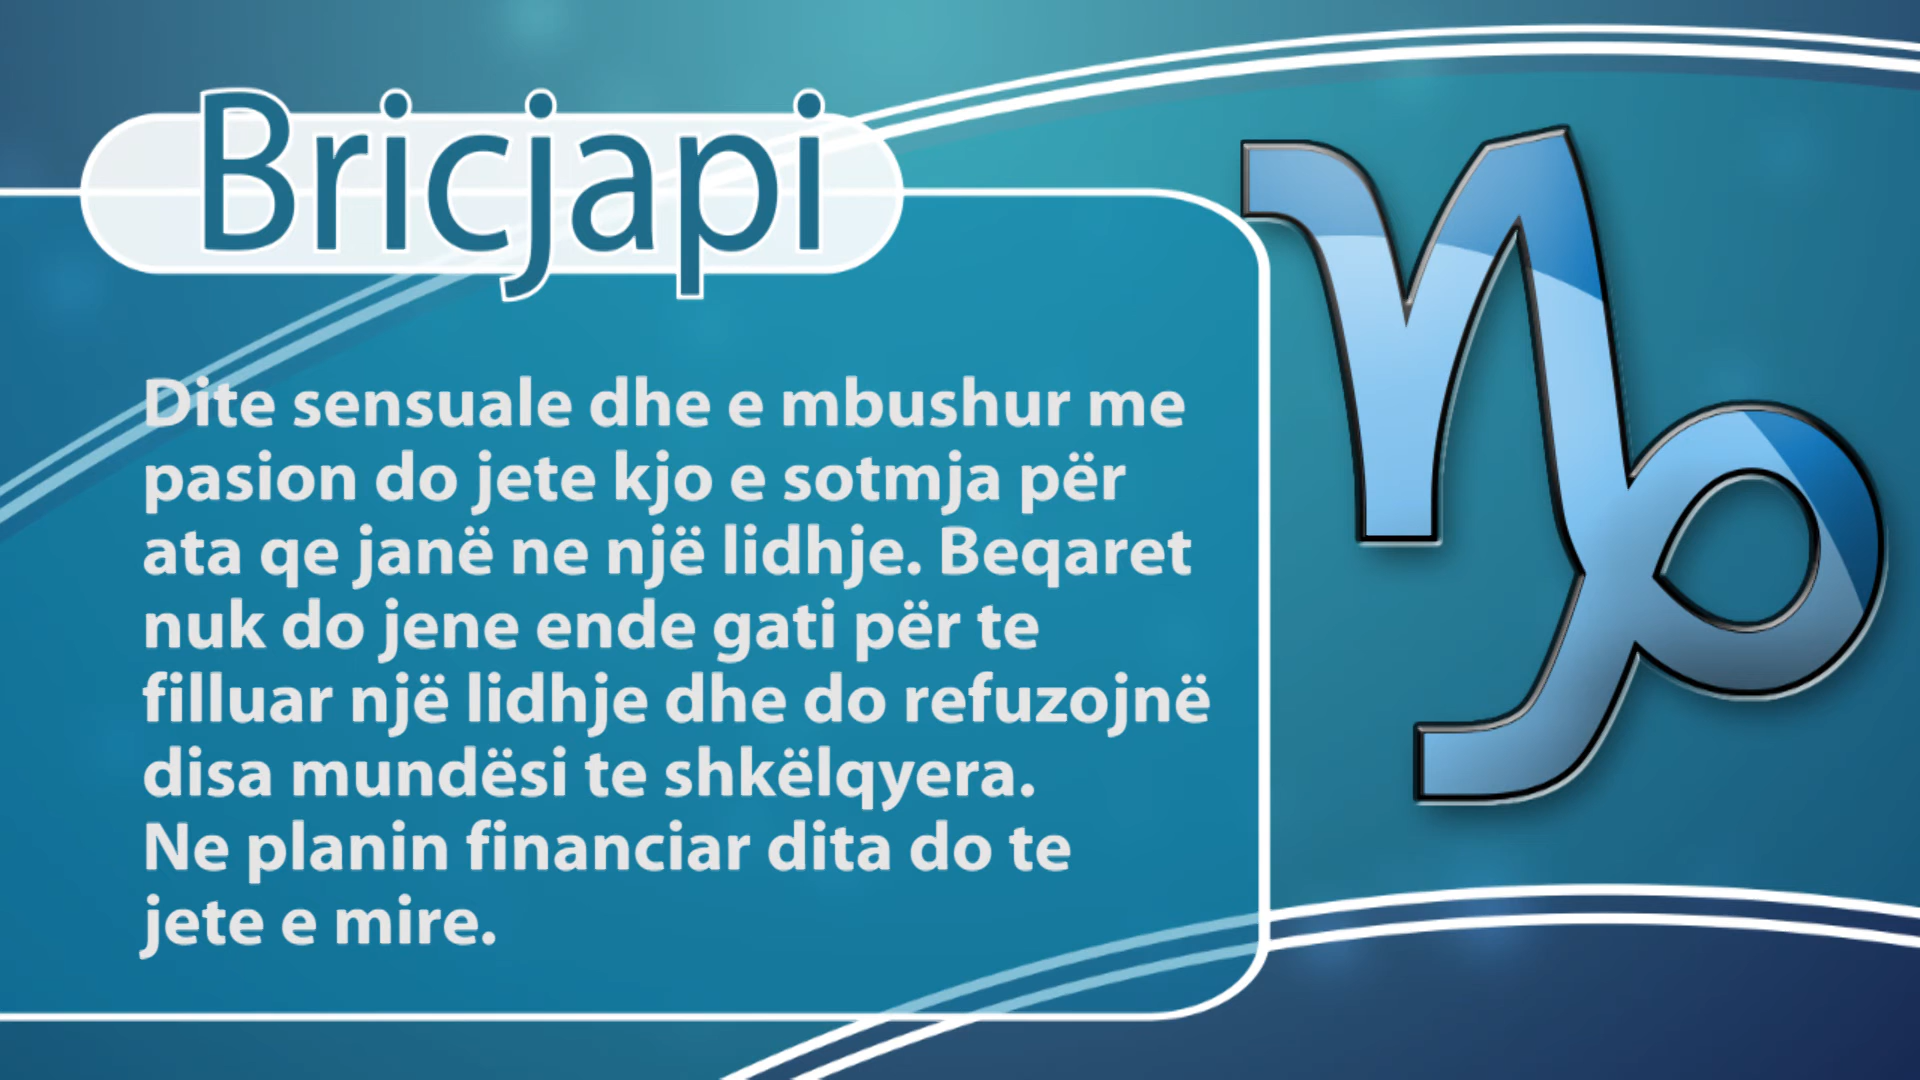 Bricjapi
Dite sensuale dhe e mbushur me
pasion do jete kjo e sotmja për
ata qe janë ne një lidhje. Beqaret
nuk do jene ende gati për te
filluar një lidhje dhe do refuzojnë
disa mundësi te shkëlqyera.
Ne planin financiar dita do te
jete e mire.